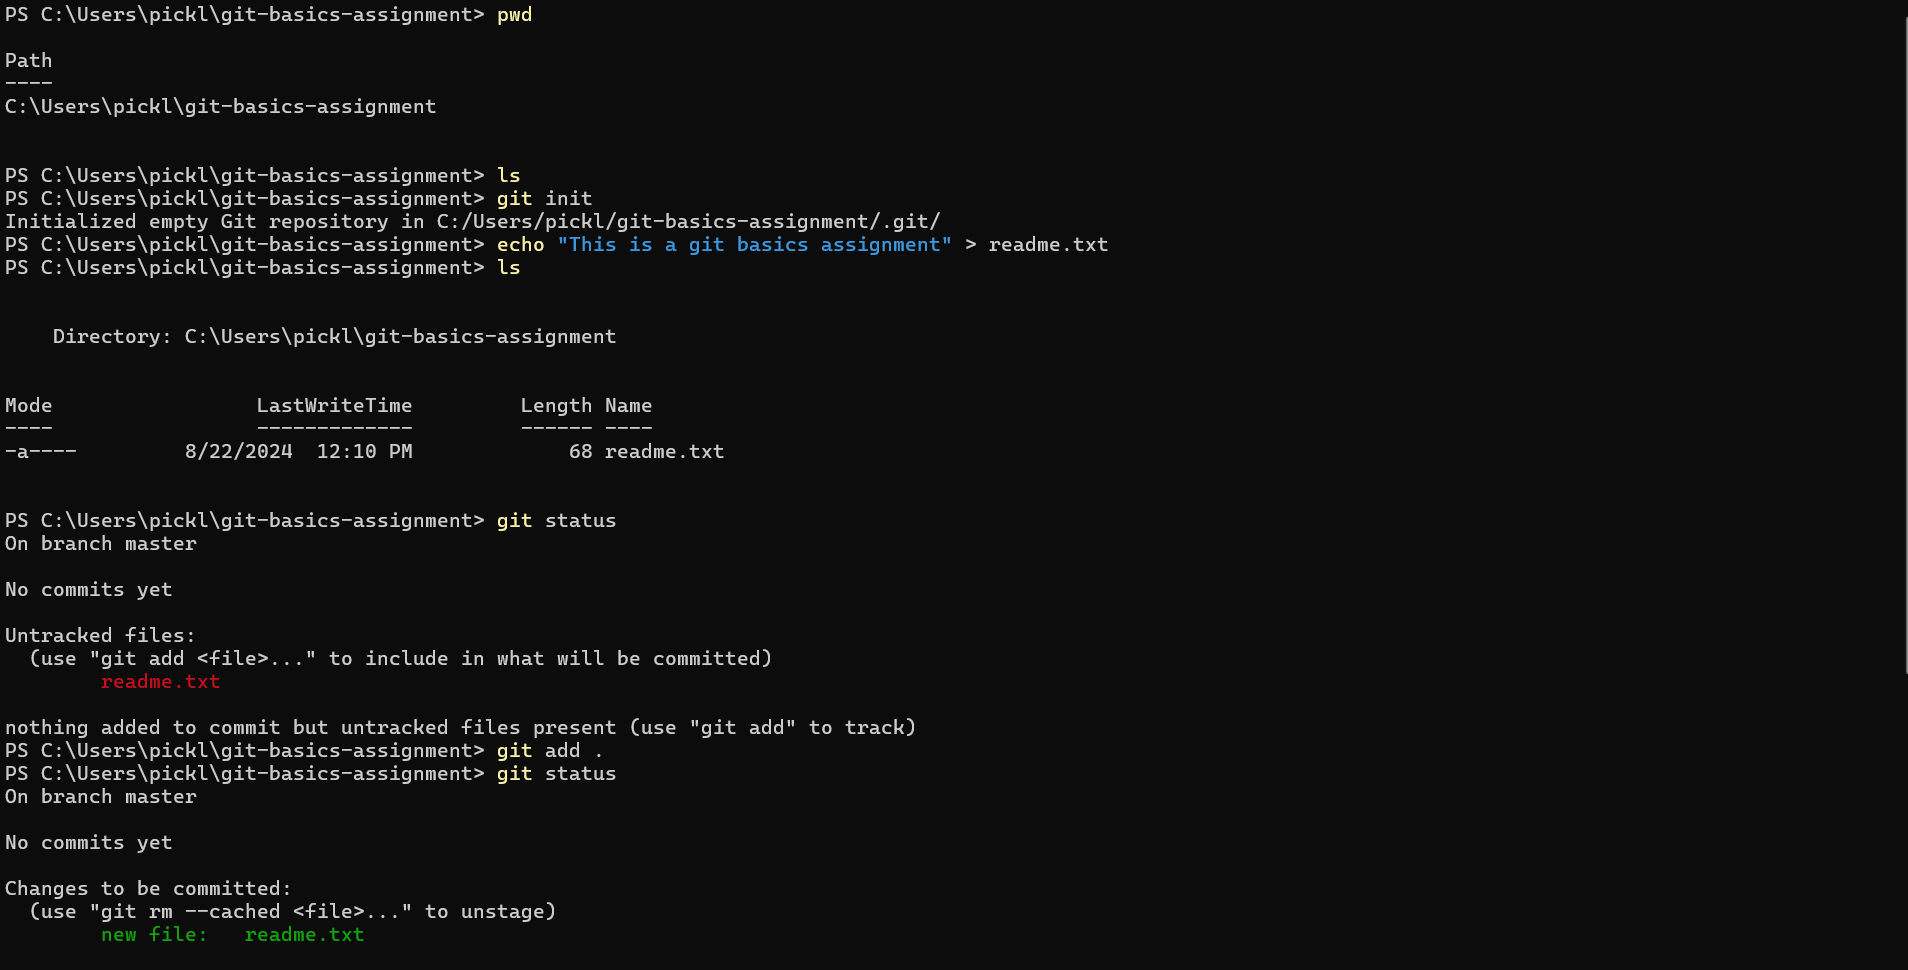 PS C:\Users\pickl\git-basics-assignment> pwd
Path
----
C:\Users\pickl\git-basics-assignment
PS C:\Users\pickl\git-basics-assignment> ls
PS C:\Users\pickl\git-basics-assignment> git init
Initialized empty Git repository in C:/Users/pickl/git-basics-assignment/.git/
PS C:\Users\pickl\git-basics-assignment> echo "This is a git basics assignment" > readme.txt
PS C:\Users\pickl\git-basics-assignment> ls
    Directory: C:\Users\pickl\git-basics-assignment
Mode                 LastWriteTime         Length Name
----                 -------------         ------ ----
-a----         8/22/2024  12:10 PM             68 readme.txt
PS C:\Users\pickl\git-basics-assignment> git status
On branch master
No commits yet
Untracked files:
  (use "git add <file>..." to include in what will be committed)
        readme.txt
nothing added to commit but untracked files present (use "git add" to track)
PS C:\Users\pickl\git-basics-assignment> git add .
PS C:\Users\pickl\git-basics-assignment> git status
On branch master
No commits yet
Changes to be committed:
  (use "git rm --cached <file>..." to unstage)
        new file:   readme.txt